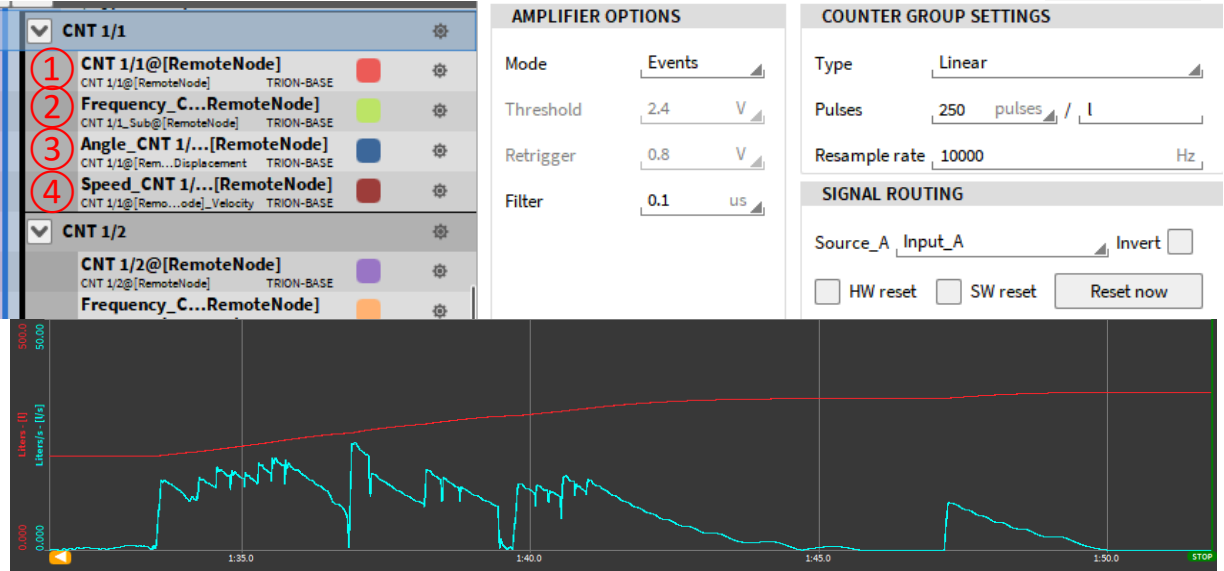 CNT 1/1
① CNT 1/1@[RemoteNode]
CNT 1/1@[RemoteNode] TRION-BASE
② Frequency_C...RemoteNode]
CNT 1/1_Sub@[RemoteNode] TRION-BASE
③ Angle_CNT 1/...[RemoteNode]
CNT 1/1@[Rem...Displacement TRION-BASE
④ Speed_CNT 1/...[RemoteNode]
CNT 1/1@[Remo...ode]_Velocity TRION-BASE
CNT 1/2
CNT 1/2@[RemoteNode]
CNT 1/2@[RemoteNode] TRION-BASE
Frequency_C...RemoteNode]
AMPLIFIER OPTIONS
Mode Events
Threshold 2.4 V
Retrigger 0.8 V
Filter 0.1 us
COUNTER GROUP SETTINGS
Type Linear
Pulses 250 pulses / l
Resample rate 10000 Hz
SIGNAL ROUTING
Source_A Input_A Invert
HW reset SW reset Reset now
500.0
50.00
Liters - [l]
Liters/s - [l/s]
0.000
0.000
1:35.0 1:40.0 1:45.0 1:50.0 STOP